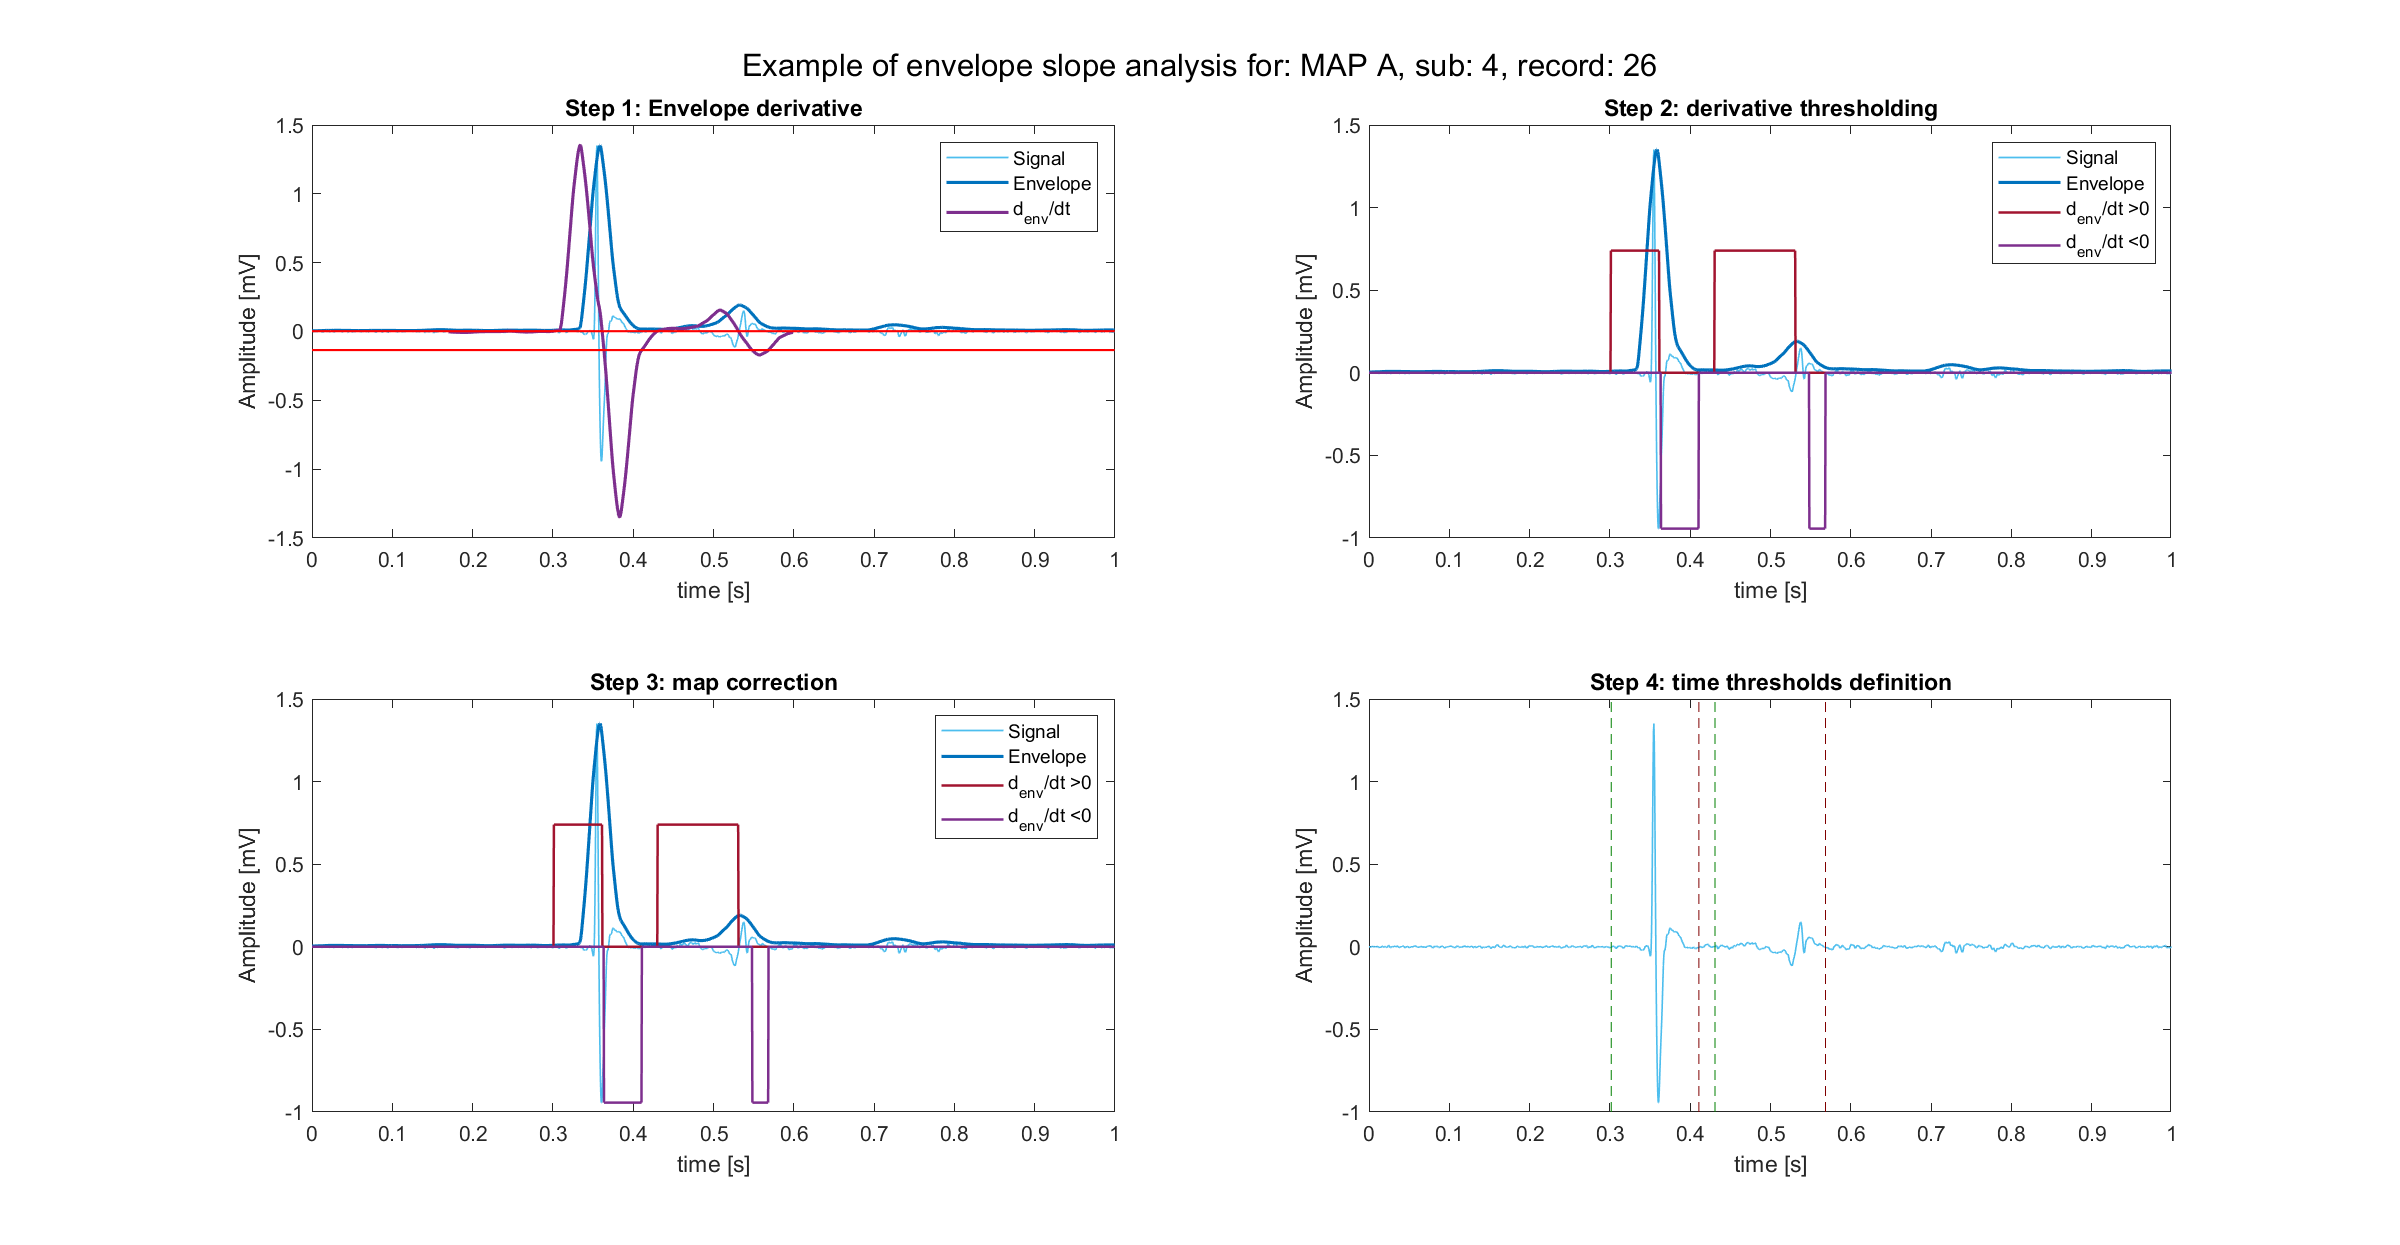 Example of envelope slope analysis for: MAP A, sub: 4, record: 26
Step 1: Envelope derivative
1.5
1
0.5
0
-0.5
-1
-1.5
Amplitude [mV]
0 0.1 0.2 0.3 0.4 0.5 0.6 0.7 0.8 0.9 1
time [s]
Signal
Envelope
d_env/dt
Step 2: derivative thresholding
1.5
1
0.5
0
-0.5
-1
Amplitude [mV]
0 0.1 0.2 0.3 0.4 0.5 0.6 0.7 0.8 0.9 1
time [s]
Signal
Envelope
d_env/dt >0
d_env/dt <0
Step 3: map correction
1.5
1
0.5
0
-0.5
-1
Amplitude [mV]
0 0.1 0.2 0.3 0.4 0.5 0.6 0.7 0.8 0.9 1
time [s]
Signal
Envelope
d_env/dt >0
d_env/dt <0
Step 4: time thresholds definition
1.5
1
0.5
0
-0.5
-1
Amplitude [mV]
0 0.1 0.2 0.3 0.4 0.5 0.6 0.7 0.8 0.9 1
time [s]